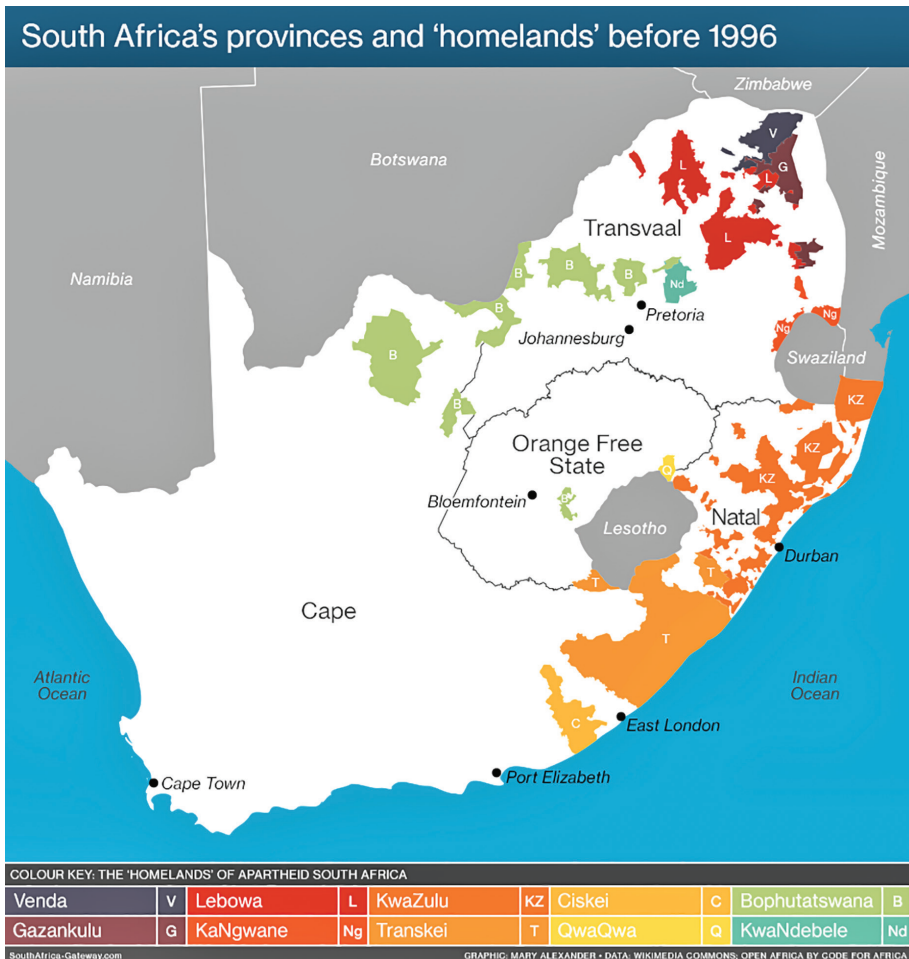 South Africa's provinces and 'homelands' before 1996
Zimbabwe
Botswana
Mozambique
Namibia
V
G
L
L
L
Transvaal
B
B
B
Nd
B
Pretoria
Ng
Ng
Johannesburg
Swaziland
B
B
KZ
KZ
KZ
Orange Free
State
Q
Bloemfontein
B
Lesotho
Natal
Durban
T
T
Cape
T
Atlantic
Ocean
Indian
Ocean
C
East London
Port Elizabeth
Cape Town
COLOUR KEY: THE 'HOMELANDS' OF APARTHEID SOUTH AFRICA
Venda V Lebowa L KwaZulu KZ Ciskei C Bophutatswana B
Gazankulu G KaNgwane Ng Transkei T QwaQwa Q KwaNdebele Nd
SouthAfrica-Gateway.com GRAPHIC: MARY ALEXANDER • DATA: WIKIMEDIA COMMONS; OPEN AFRICA BY CODE FOR AFRICA